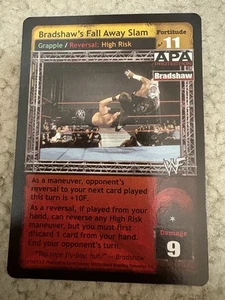 Bradshaw's Fall Away Slam
Fortitude
Grapple / Reversal: High Risk
11
APA
Bradshaw
WF
As a maneuver, opponent's
reversal to your next card played
this turn is +10F.
As a reversal, if played from your
hand, can reverse any High Risk
maneuver, but you must first
discard 1 card from your hand.
End your opponent's turn.
— Bradshaw
Damage
9